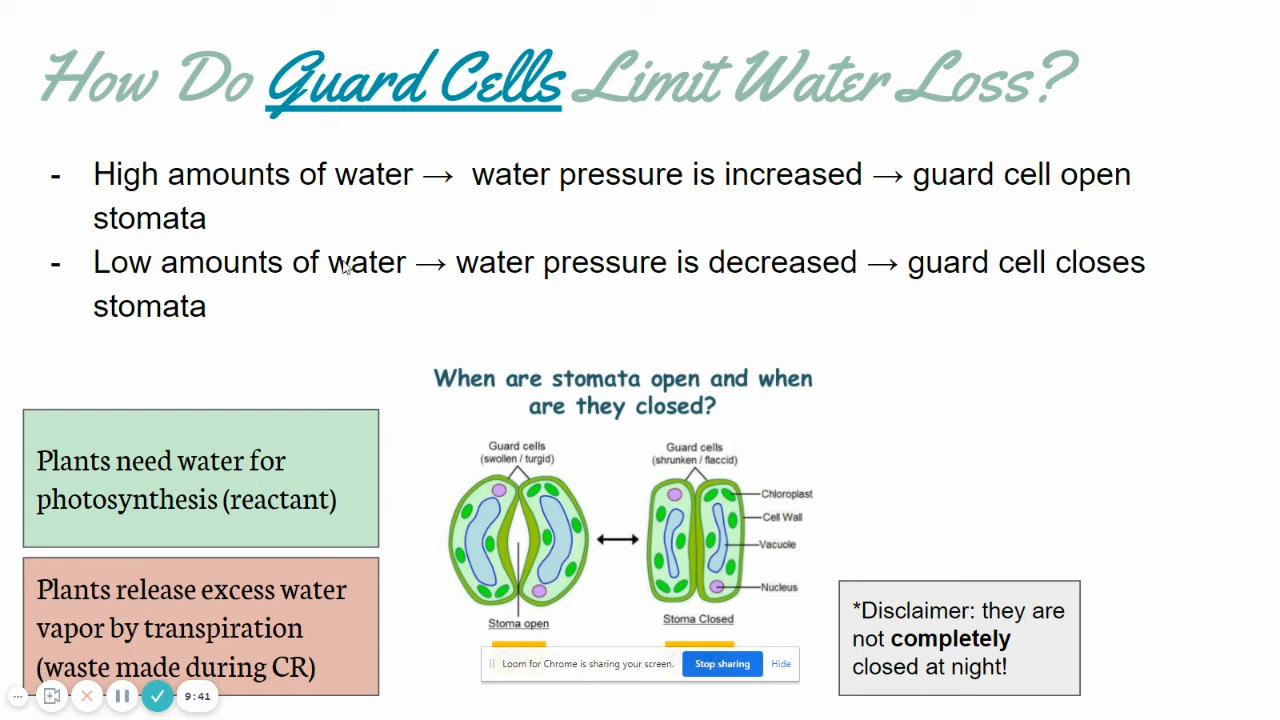 How Do Guard Cells Limit Water Loss?
- High amounts of water → water pressure is increased → guard cell open
stomata
- Low amounts of water → water pressure is decreased → guard cell closes
stomata
When are stomata open and when
are they closed?
Plants need water for
photosynthesis (reactant)
Plants release excess water
vapor by transpiration
(waste made during CR)
Guard cells
(swollen / turgid)
Stoma open
Guard cells
(shrunken / flaccid)
Chloroplast
Cell Wall
Vacuole
Nucleus
Stoma Closed
*Disclaimer: they are
not completely
closed at night!
Loom for Chrome is sharing your screen. Stop sharing Hide
9:41